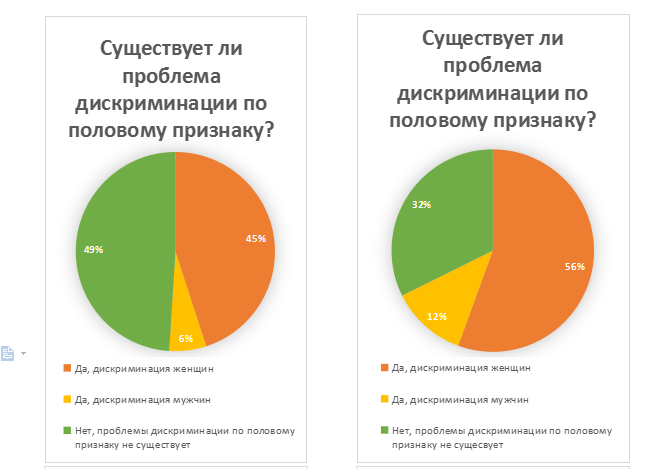 Существует ли
проблема
дискриминации по
половому признаку?
49%
45%
6%
Да, дискриминация женщин
Да, дискриминация мужчин
Нет, проблемы дискриминации по половому
признаку не существует
Существует ли
проблема
дискриминации по
половому признаку?
32%
56%
12%
Да, дискриминация женщин
Да, дискриминация мужчин
Нет, проблемы дискриминации по половому
признаку не сусвует